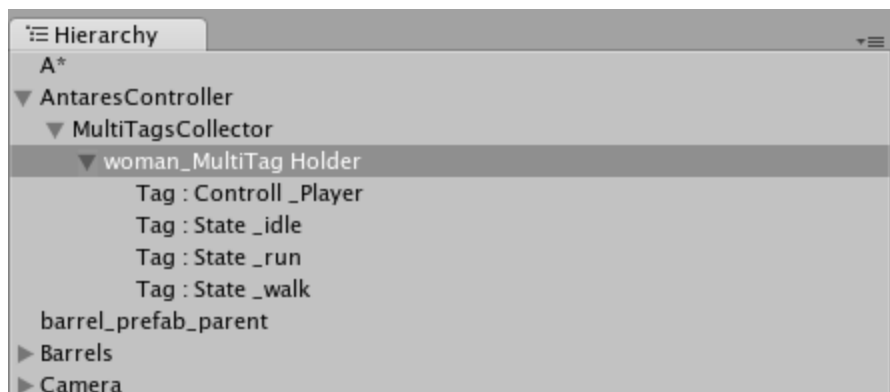 Hierarchy
A*
AntaresController
MultiTagsCollector
woman_MultiTag Holder
Tag : Controll _Player
Tag : State _idle
Tag : State _run
Tag : State _walk
barrel_prefab_parent
Barrels
Camera